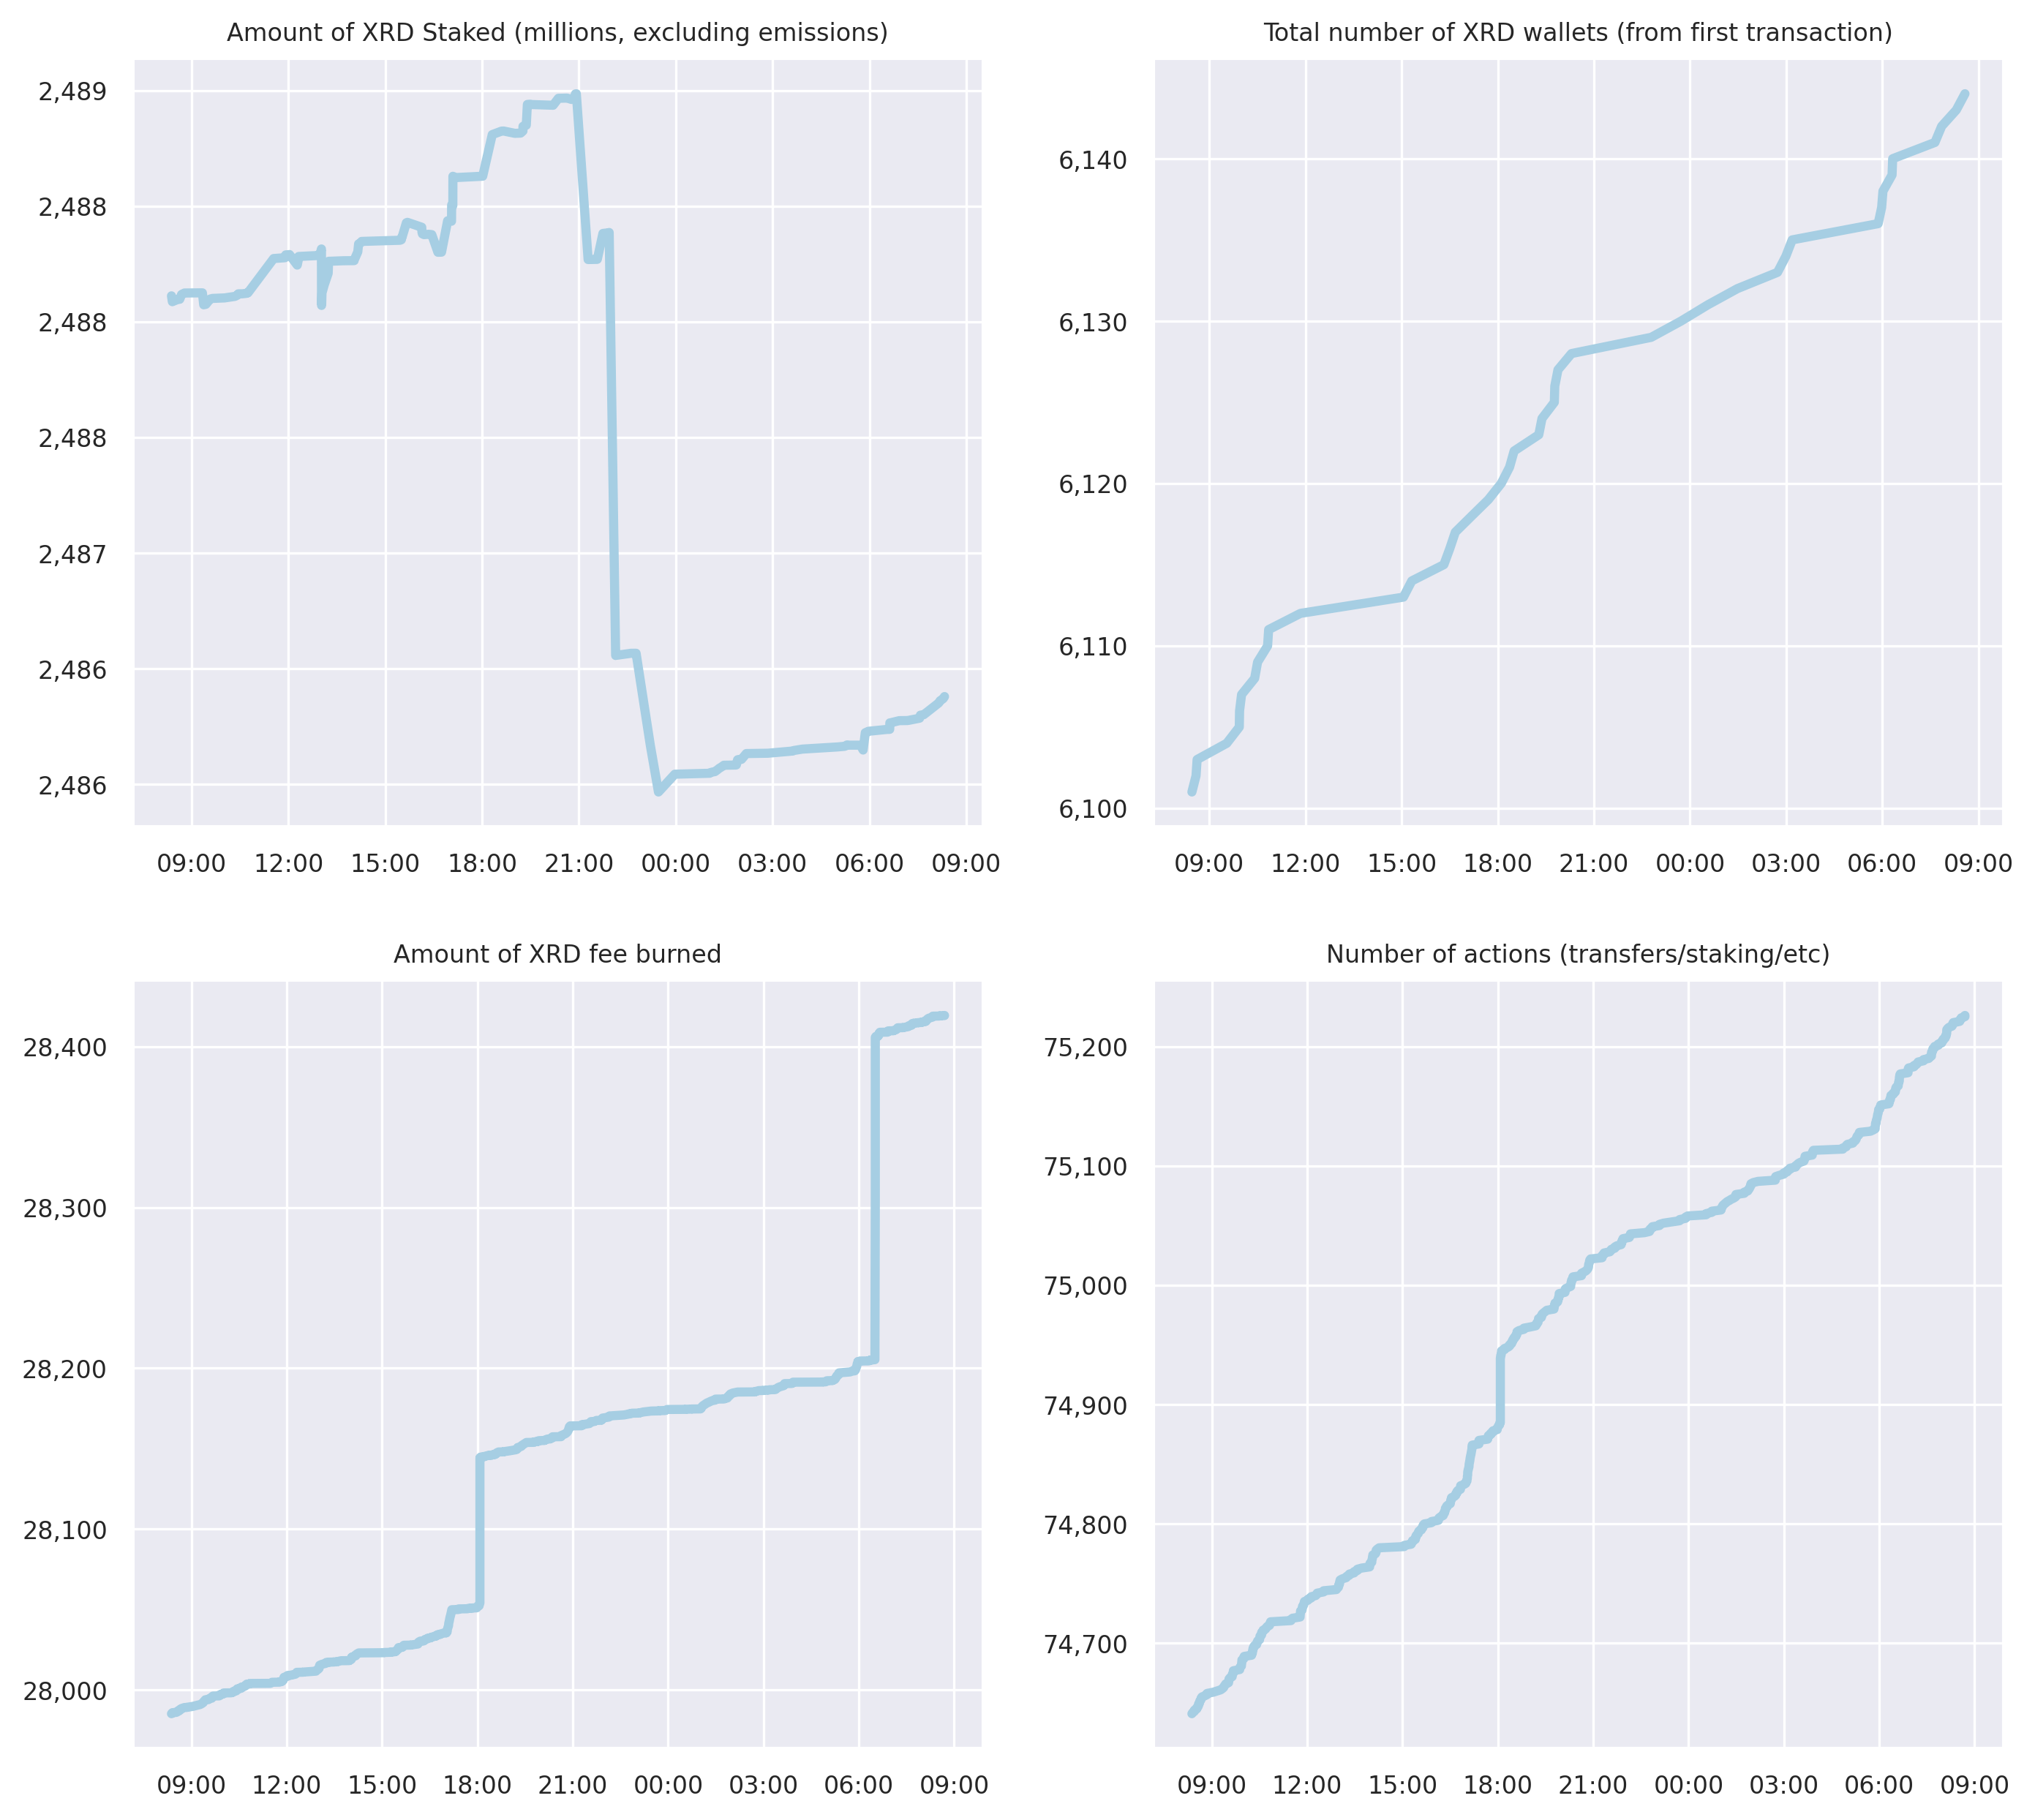 Amount of XRD Staked (millions, excluding emissions)
2,489
2,488
2,488
2,488
2,487
2,486
2,486
09:00 12:00 15:00 18:00 21:00 00:00 03:00 06:00 09:00
Total number of XRD wallets (from first transaction)
6,140
6,130
6,120
6,110
6,100
09:00 12:00 15:00 18:00 21:00 00:00 03:00 06:00 09:00
Amount of XRD fee burned
28,400
28,300
28,200
28,100
28,000
09:00 12:00 15:00 18:00 21:00 00:00 03:00 06:00 09:00
Number of actions (transfers/staking/etc)
75,200
75,100
75,000
74,900
74,800
74,700
09:00 12:00 15:00 18:00 21:00 00:00 03:00 06:00 09:00